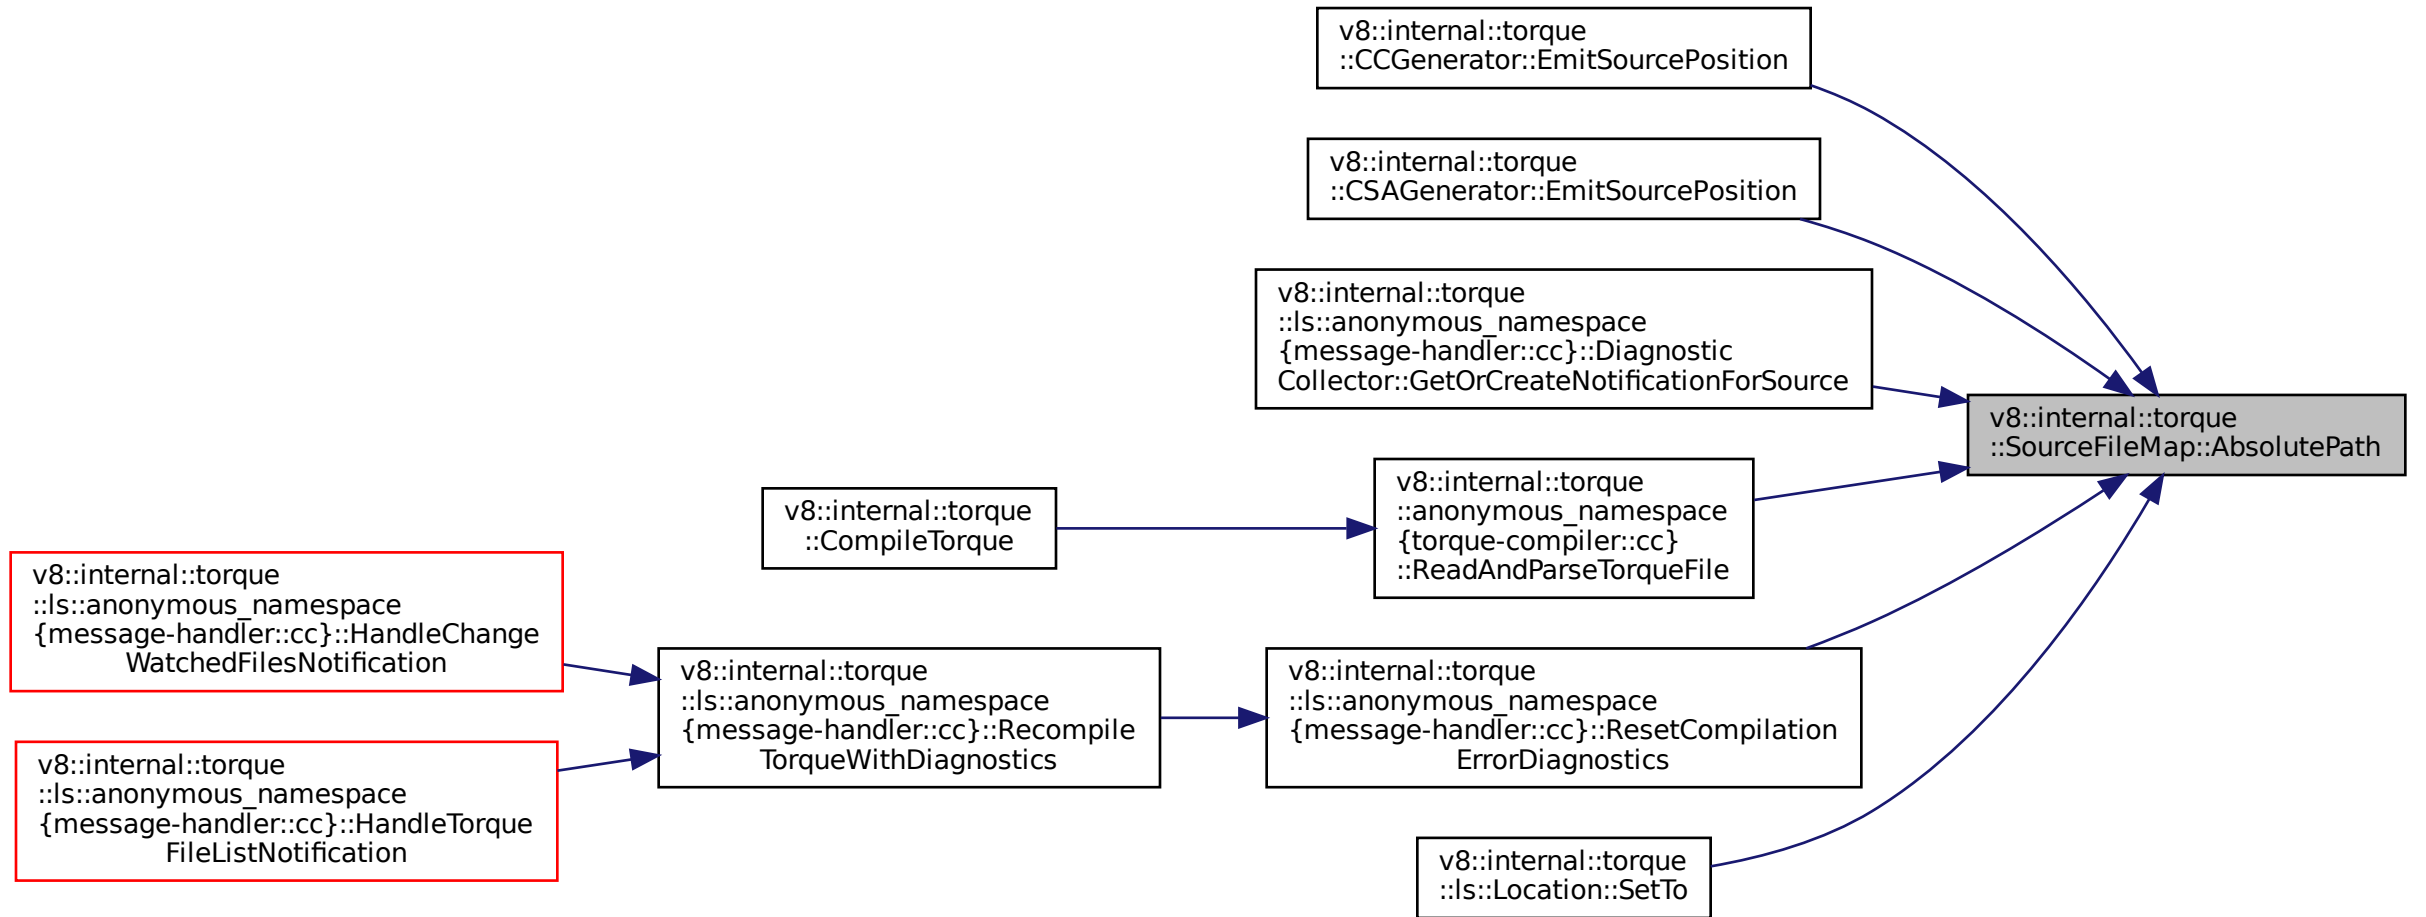 v8::internal::torque
::CCGenerator::EmitSourcePosition
v8::internal::torque
::CSAGenerator::EmitSourcePosition
v8::internal::torque
::ls::anonymous_namespace
{message-handler::cc}::Diagnostic
Collector::GetOrCreateNotificationForSource
v8::internal::torque
::SourceFileMap::AbsolutePath
v8::internal::torque
::anonymous_namespace
{torque-compiler::cc}
::ReadAndParseTorqueFile
v8::internal::torque
::CompileTorque
v8::internal::torque
::ls::anonymous_namespace
{message-handler::cc}::HandleChange
WatchedFilesNotification
v8::internal::torque
::ls::anonymous_namespace
{message-handler::cc}::Recompile
TorqueWithDiagnostics
v8::internal::torque
::ls::anonymous_namespace
{message-handler::cc}::ResetCompilation
ErrorDiagnostics
v8::internal::torque
::ls::anonymous_namespace
{message-handler::cc}::HandleTorque
FileListNotification
v8::internal::torque
::ls::Location::SetTo